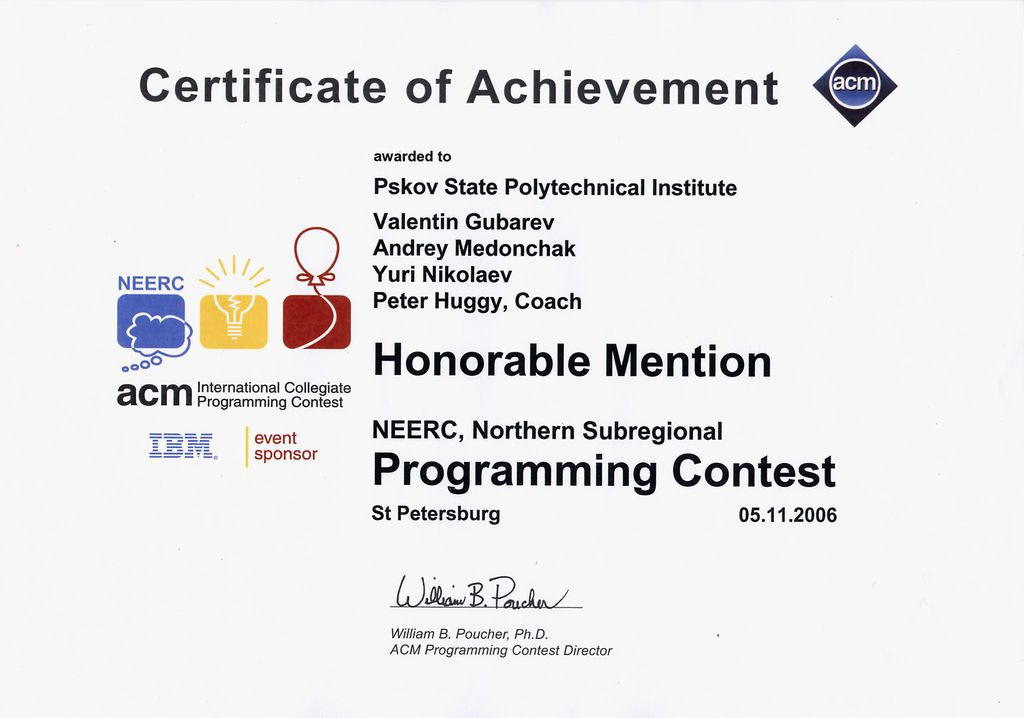 Certificate of Achievement
acm
awarded to
Pskov State Polytechnical Institute
Valentin Gubarev
Andrey Medonchak
Yuri Nikolaev
Peter Huggy, Coach
NEERC
acm International Collegiate
Programming Contest
IBM®
event
sponsor
Honorable Mention
NEERC, Northern Subregional
Programming Contest
St Petersburg 05.11.2006
William B. Poucher
William B. Poucher, Ph.D.
ACM Programming Contest Director